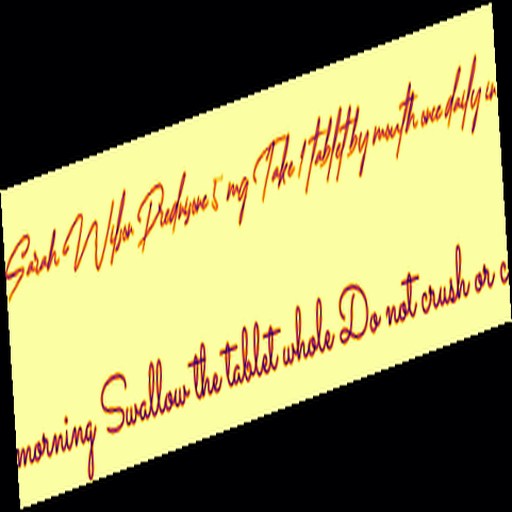 Sarah Wilson Prednisone 5 mg Take 1 tablet by mouth once daily in
morning Swallow the tablet whole Do not crush or c